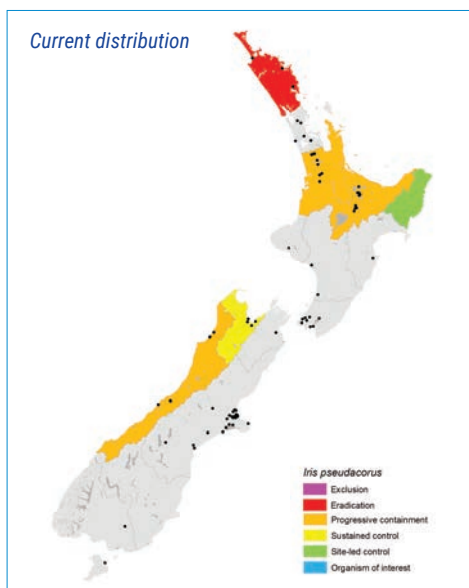 Current distribution
Iris pseudacorus
Exclusion
Eradication
Progressive containment
Sustained control
Site-led control
Organism of interest